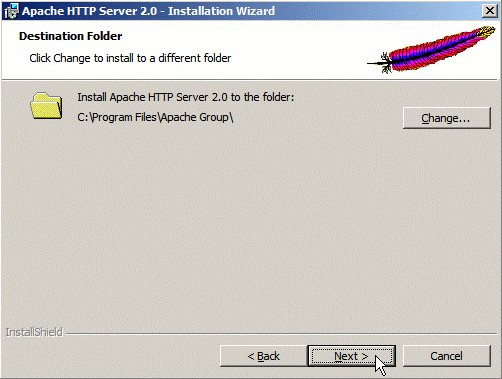 Apache HTTP Server 2.0 - Installation Wizard
Destination Folder
Click Change to install to a different folder
Install Apache HTTP Server 2.0 to the folder:
C:\Program Files\Apache Group\
Change...
InstallShield
< Back
Next >
Cancel